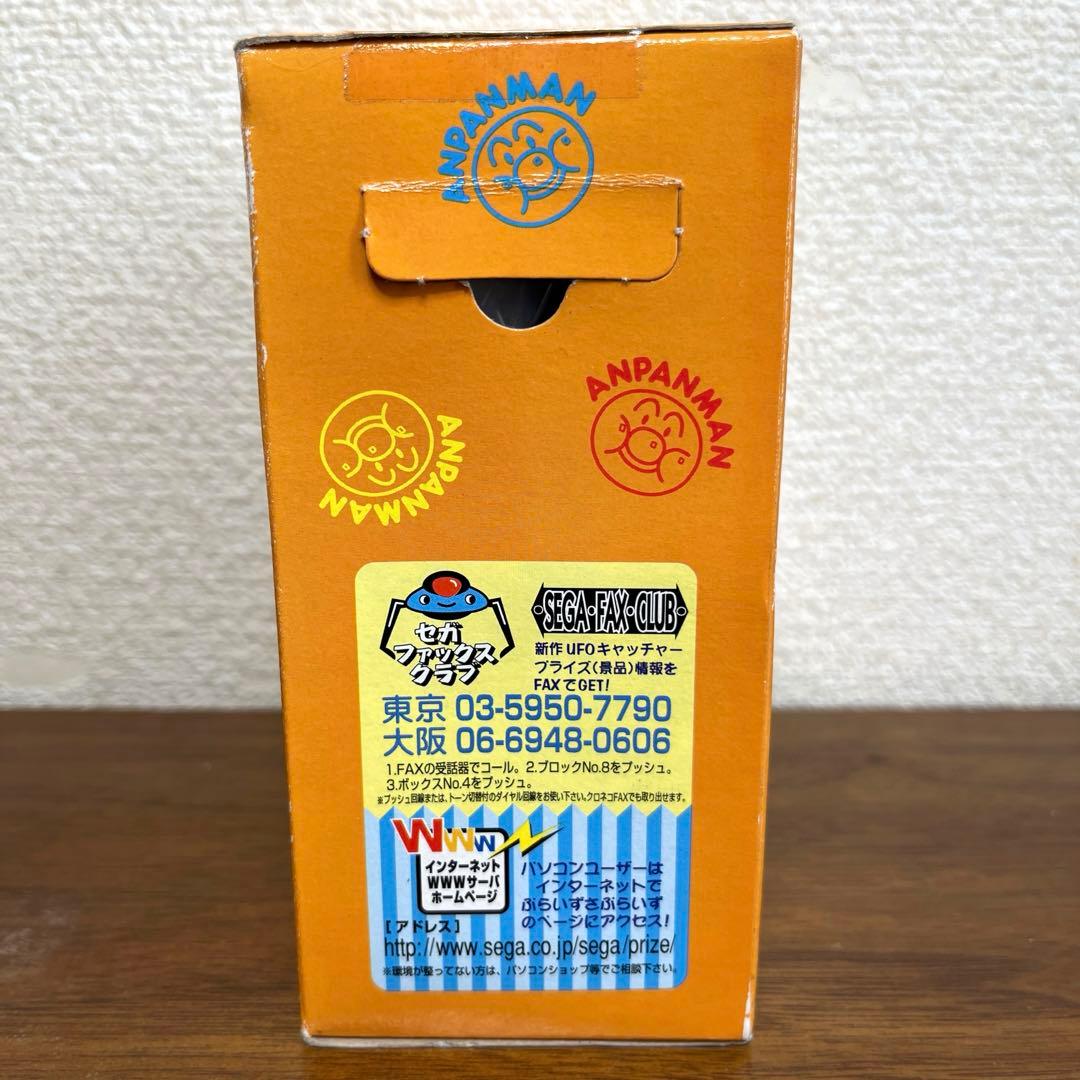 ANPANMAN
ANPANMAN
ANPANMAN
セガ
ファックス
クラブ
・SEGA・FAX・CLUB・
新作UFOキャッチャー
プライズ(景品)情報を
FAXでGET!
東京 03-5950-7790
大阪 06-6948-0606
1.FAXの受話器でコール。2.ブロックNo.8をプッシュ。
3.ボックスNo.4をプッシュ。
※プッシュ回線または、トーン切替付のダイヤル回線をお使い下さい。クロネコFAXでも取り出せます。
WWW
インターネット
WWWサーバ
ホームページ
パソコンユーザーは
インターネットで
ぷらいずさぷらいず
のページにアクセス!
[アドレス]
http://www.sega.co.jp/sega/prize/
※環境が整ってない方は、パソコンショップ等でご相談下さい。